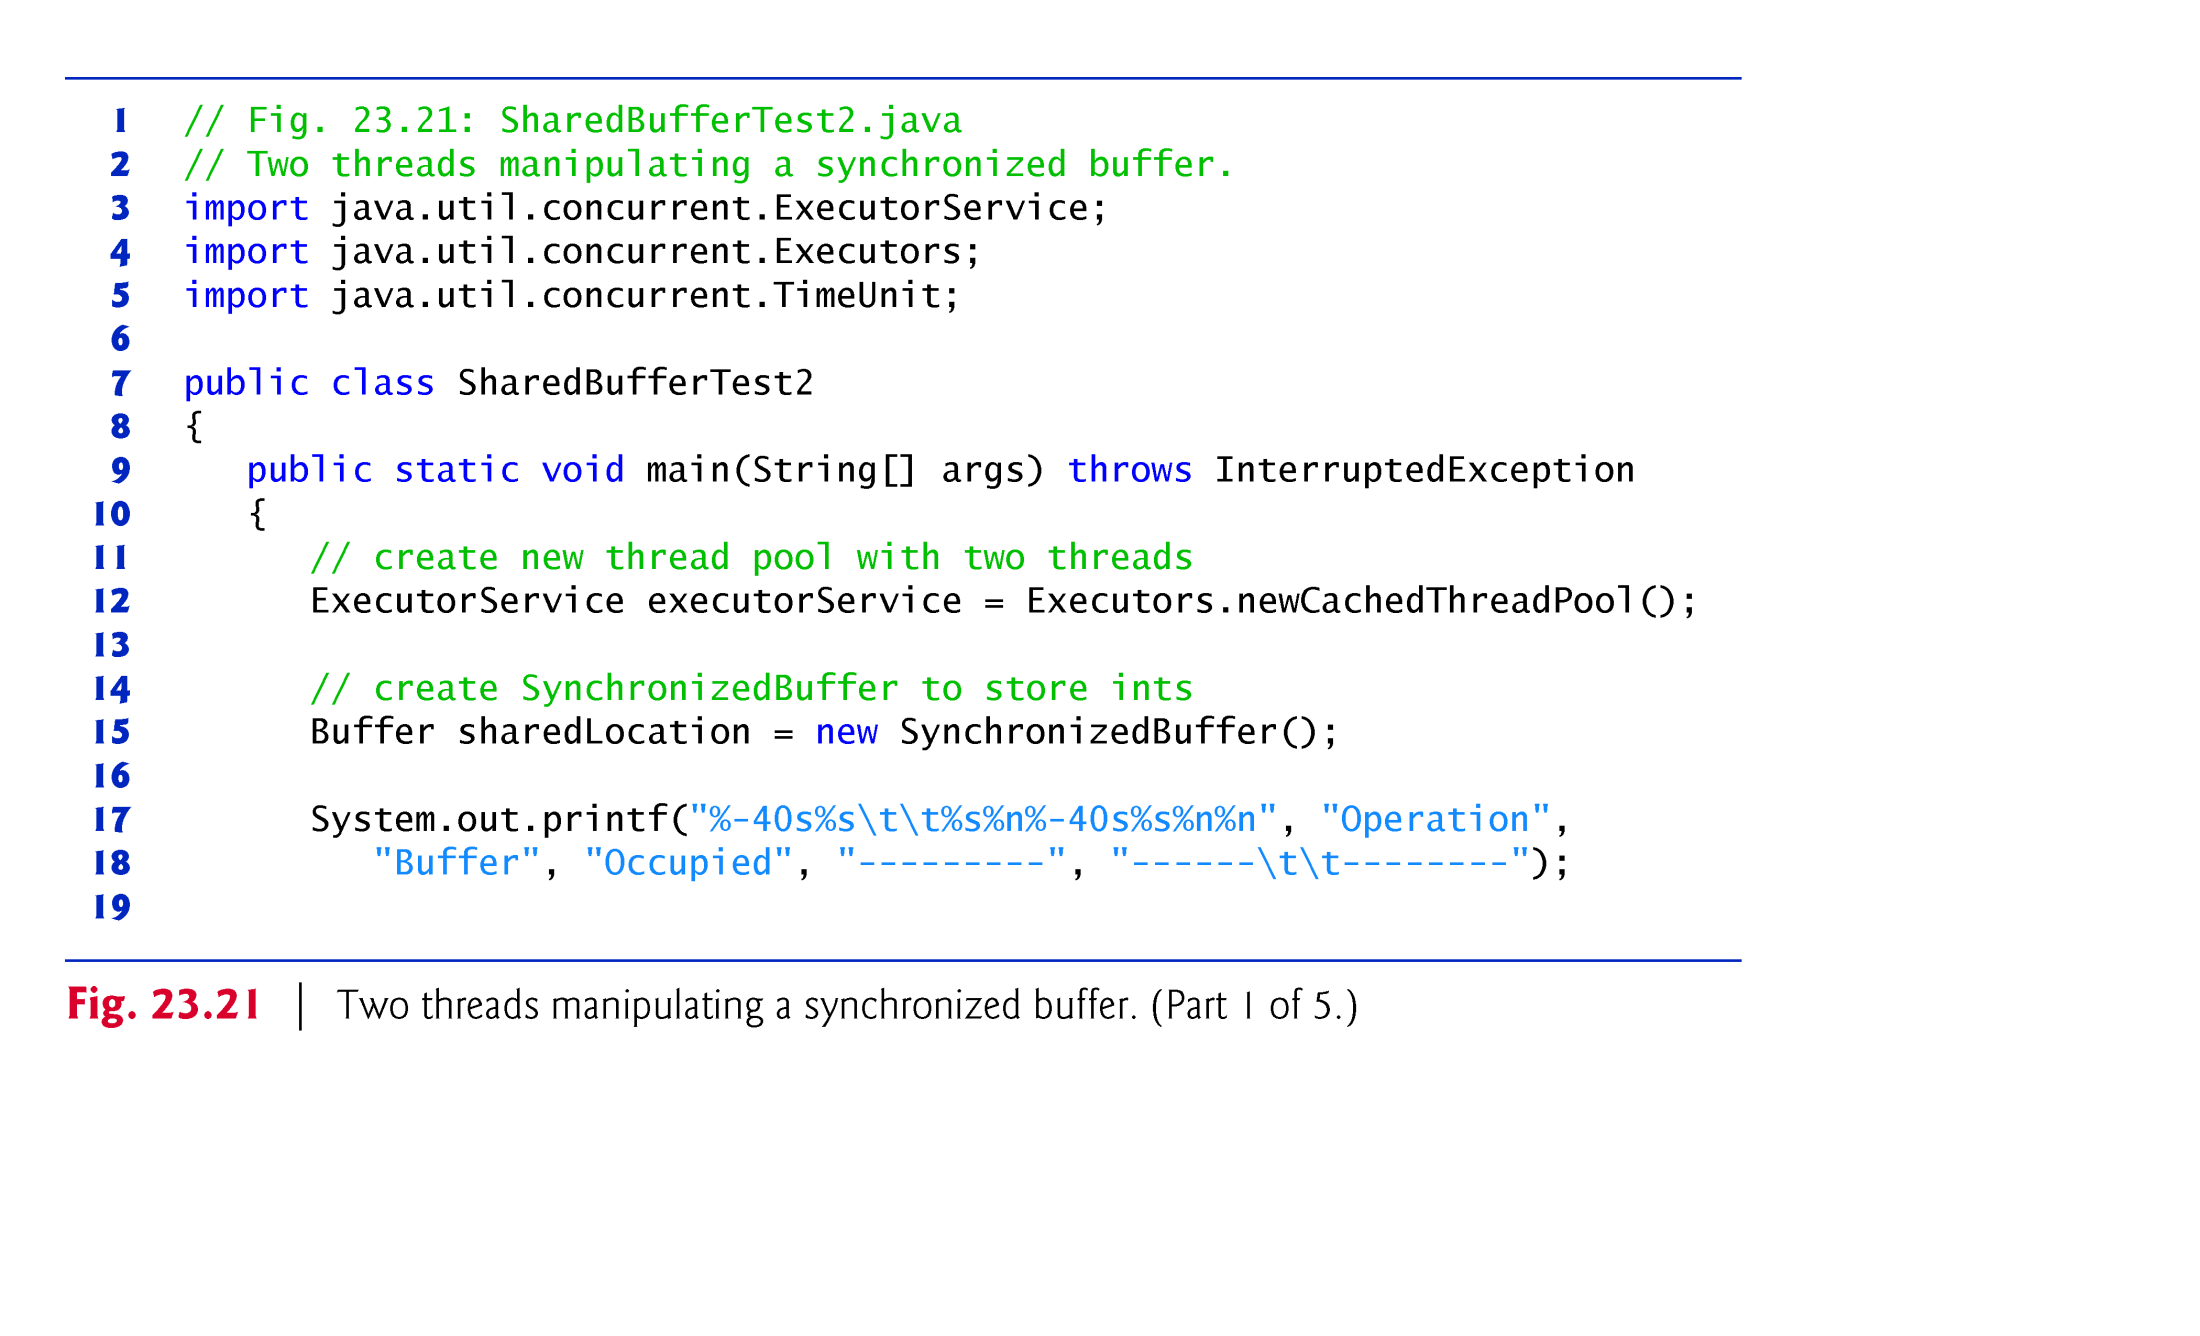 1 // Fig. 23.21: SharedBufferTest2.java
2 // Two threads manipulating a synchronized buffer.
3 import java.util.concurrent.ExecutorService;
4 import java.util.concurrent.Executors;
5 import java.util.concurrent.TimeUnit;
6
7 public class SharedBufferTest2
8 {
9    public static void main(String[] args) throws InterruptedException
10    {
11       // create new thread pool with two threads
12       ExecutorService executorService = Executors.newCachedThreadPool();
13
14       // create SynchronizedBuffer to store ints
15       Buffer sharedLocation = new SynchronizedBuffer();
16
17       System.out.printf("%-40s%s\t\t%s%n%-40s%s%n%n", "Operation",
18          "Buffer", "Occupied", "---------", "------\t\t--------");
19
Fig. 23.21 | Two threads manipulating a synchronized buffer. (Part 1 of 5.)